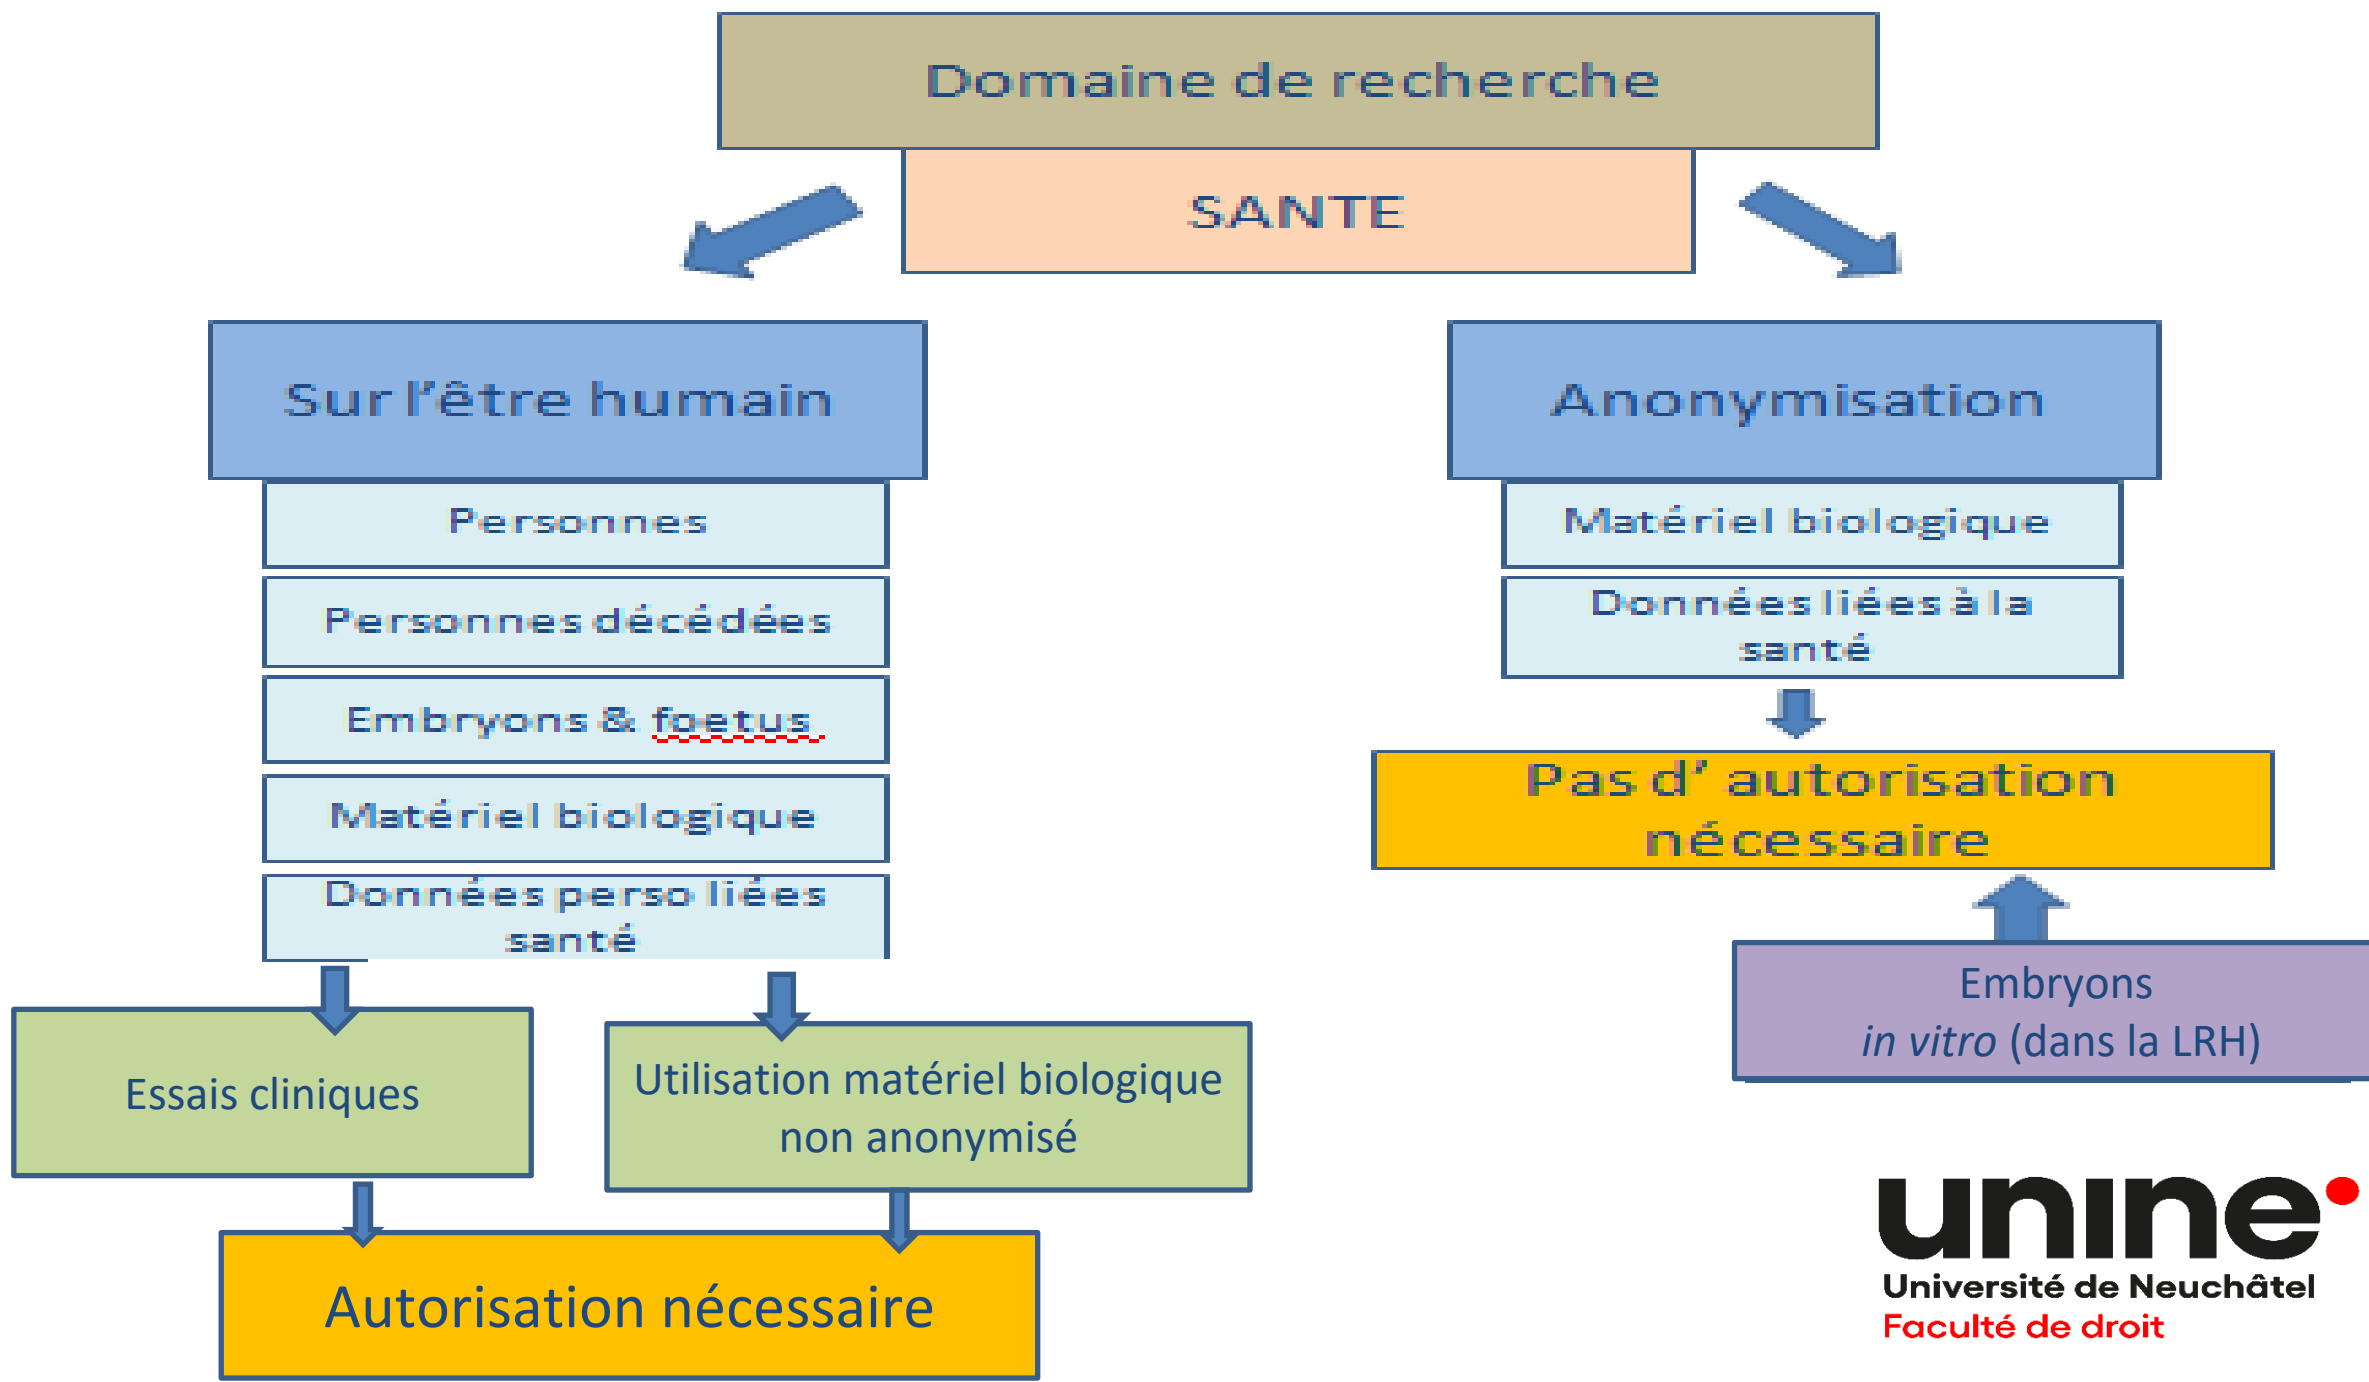 Domaine de recherche
SANTE
Sur l'être humain
Personnes
Personnes décédées
Embryons & foetus
Matériel biologique
Données perso liées
santé
Essais cliniques
Utilisation matériel biologique
non anonymisé
Autorisation nécessaire
Anonymisation
Matériel biologique
Données liées à la
santé
Pas d' autorisation
nécessaire
Embryons
in vitro (dans la LRH)
unine
Université de Neuchâtel
Faculté de droit